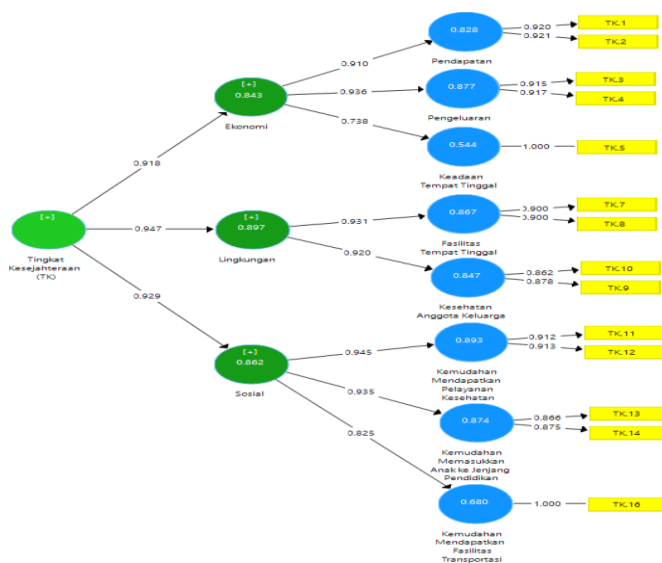 0.828
Pendapatan
0.920
0.921
TK.1
TK.2
0.910
[+]
0.843
Ekonomi
0.936
0.877
Pengeluaran
0.915
0.917
TK.3
TK.4
0.738
0.544
Keadaan
Tempat Tinggal
1.000
TK.5
0.918
[+]
Tingkat
Kesejahteraan
(TK)
0.947
[+]
0.897
Lingkungan
0.931
0.867
Fasilitas
Tempat Tinggal
0.900
0.900
TK.7
TK.8
0.920
0.847
Kesehatan
Anggota Keluarga
0.862
0.878
TK.10
TK.9
0.929
[+]
0.862
Sosial
0.945
0.893
Kemudahan
Mendapatkan
Pelayanan
Kesehatan
0.912
0.913
TK.11
TK.12
0.935
0.874
Kemudahan
Memasukkan
Anak ke Jenjang
Pendidikan
0.866
0.875
TK.13
TK.14
0.825
0.680
Kemudahan
Mendapatkan
Fasilitas
Transportasi
1.000
TK.16